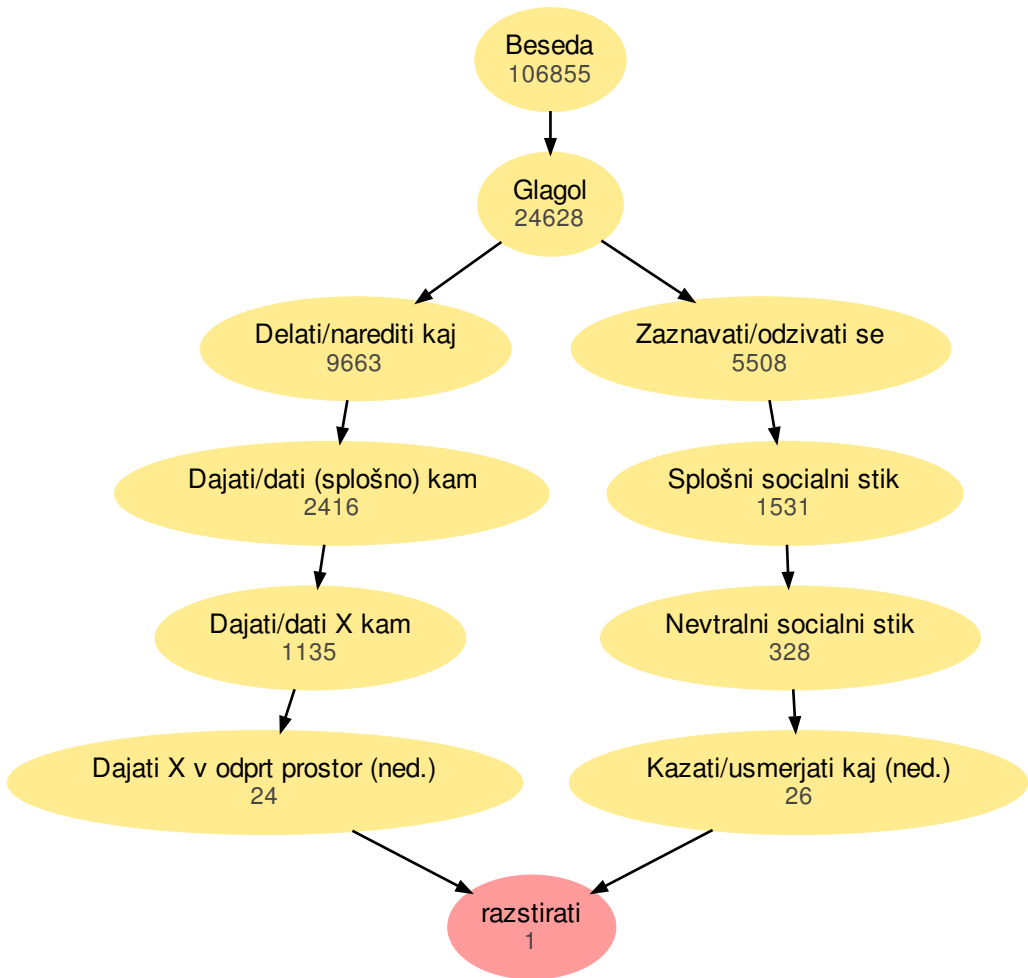 Beseda
106855
Glagol
24628
Delati/narediti kaj
9663
Zaznavati/odzivati se
5508
Dajati/dati (splošno) kam
2416
Splošni socialni stik
1531
Dajati/dati X kam
1135
Nevtralni socialni stik
328
Dajati X v odprt prostor (ned.)
24
Kazati/usmerjati kaj (ned.)
26
razstirati
1